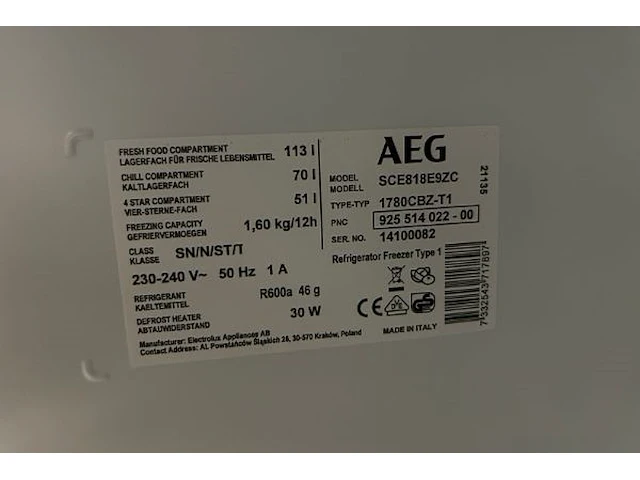 FRESH FOOD COMPARTMENT
LAGERFACH FÜR FRISCHE LEBENSMITTEL 113 l
CHILL COMPARTMENT
KALTLAGERFACH 70 l
4 STAR COMPARTMENT
VIER-STERNE-FACH 51 l
FREEZING CAPACITY
GEFRIERVERMOEGEN 1,60 kg/12h
CLASS
KLASSE SN/N/ST/T
230-240 V~ 50 Hz 1 A
REFRIGERANT
KAELTEMITTEL R600a 46 g
DEFROST HEATER
ABTAUWIDERSTAND 30 W
Manufacturer: Electrolux Appliances AB
Contact Address: Al. Powstańców Śląskich 26, 30-570 Kraków, Poland
AEG
MODEL
MODELL SCE818E9ZC
TYPE-TYP 1780CBZ-T1
PNC 925 514 022 - 00
SER. NO. 14100082
Refrigerator Freezer Type 1
CE
MADE IN ITALY
21135
7332543717897